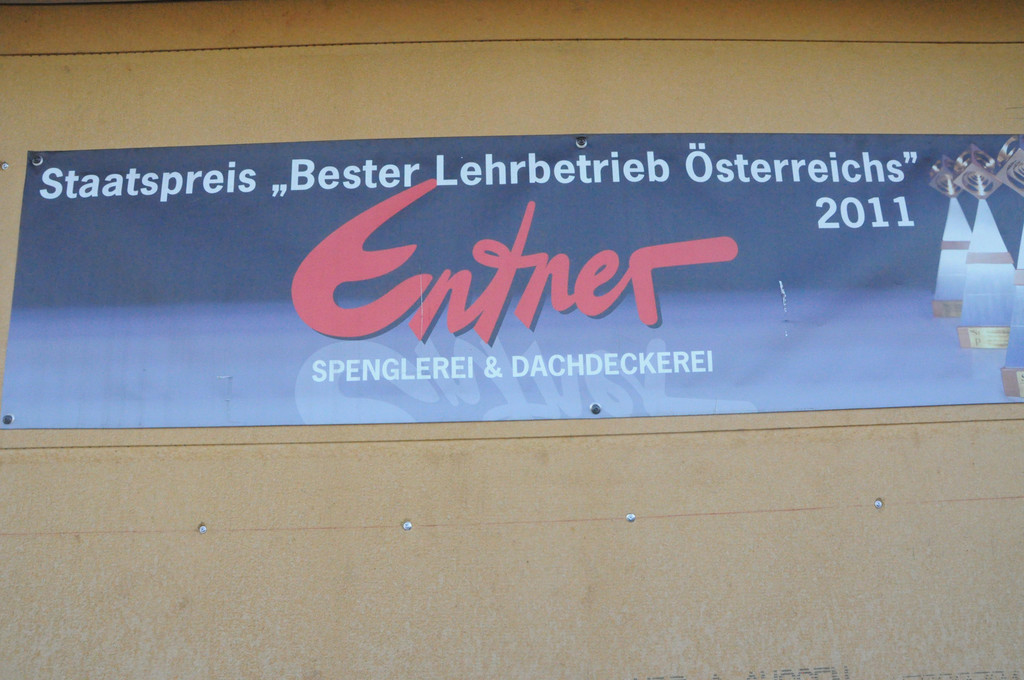 Staatspreis „Bester Lehrbetrieb Österreichs”
2011
Entner
SPENGLEREI & DACHDECKEREI